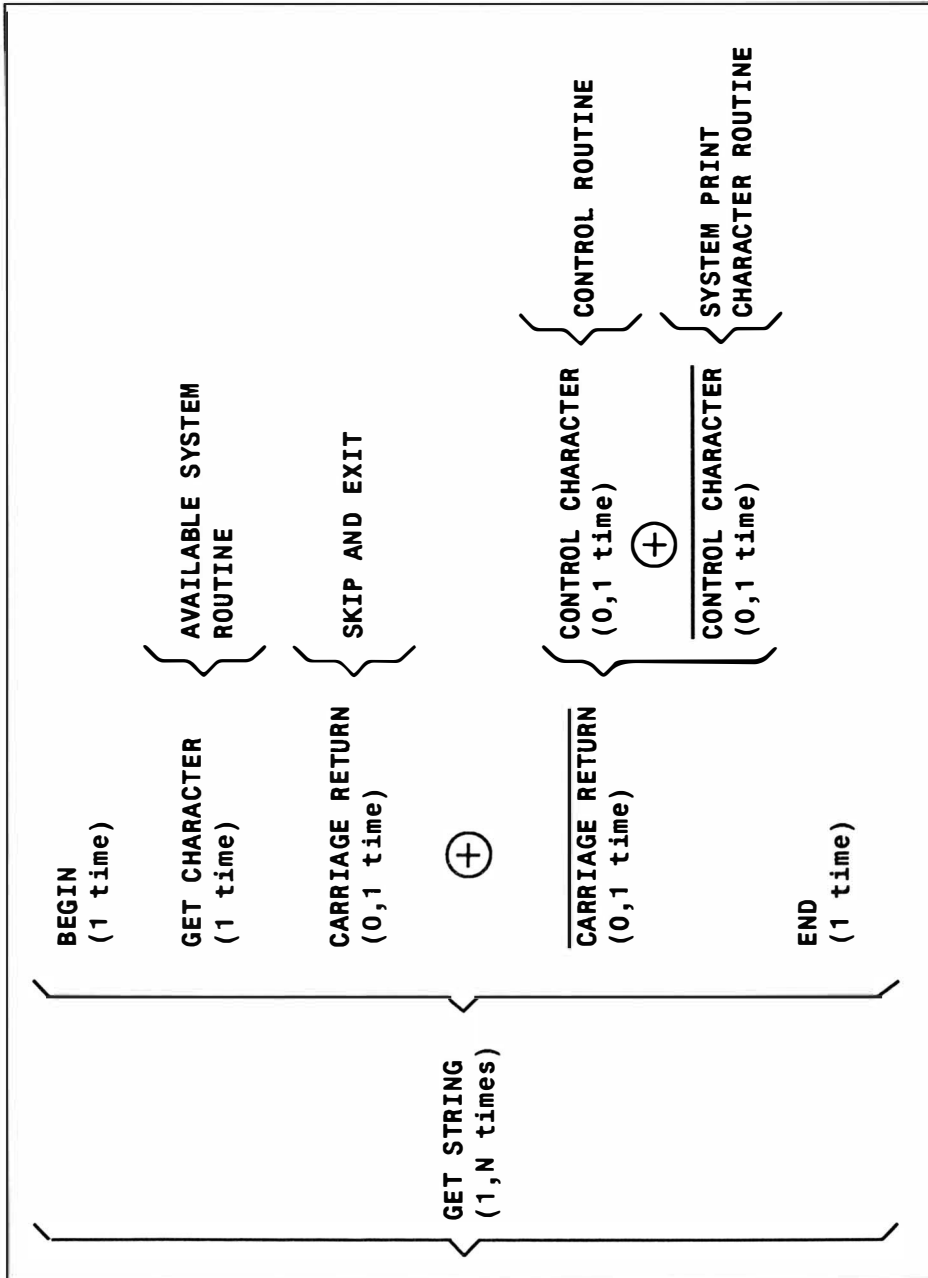 GET STRING
(1,N times)
BEGIN
(1 time)
GET CHARACTER
(1 time)
AVAILABLE SYSTEM
ROUTINE
CARRIAGE RETURN
(0,1 time)
SKIP AND EXIT
+
CARRIAGE RETURN
(0,1 time)
CONTROL CHARACTER
(0,1 time)
CONTROL ROUTINE
+
CONTROL CHARACTER
(0,1 time)
SYSTEM PRINT
CHARACTER ROUTINE
END
(1 time)